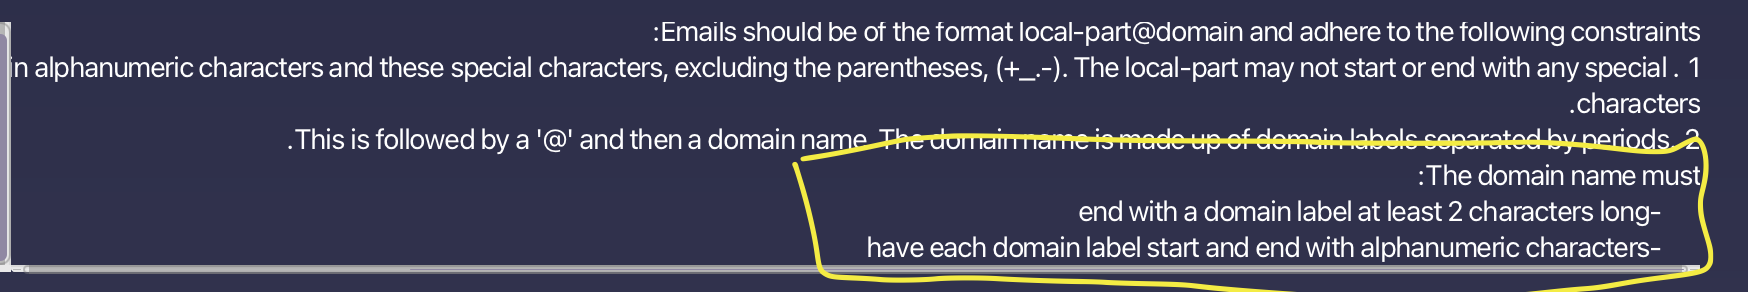 :Emails should be of the format local-part@domain and adhere to the following constraints
in alphanumeric characters and these special characters, excluding the parentheses, (+_.-). The local-part may not start or end with any special . 1
.characters
.This is followed by a '@' and then a domain name. The domain name is made up of domain labels separated by periods. 2
:The domain name must
end with a domain label at least 2 characters long-
have each domain label start and end with alphanumeric characters-